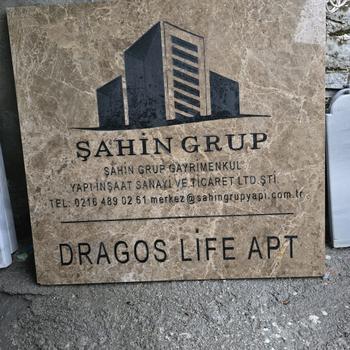 ŞAHİN GRUP
ŞAHİN GRUP GAYRİMENKUL
YAPI İNŞAAT SANAYİ VE TİCARET LTD.ŞTİ.
TEL: 0216 489 02 61 merkez@sahingrupyapi.com.tr
DRAGOS LİFE APT